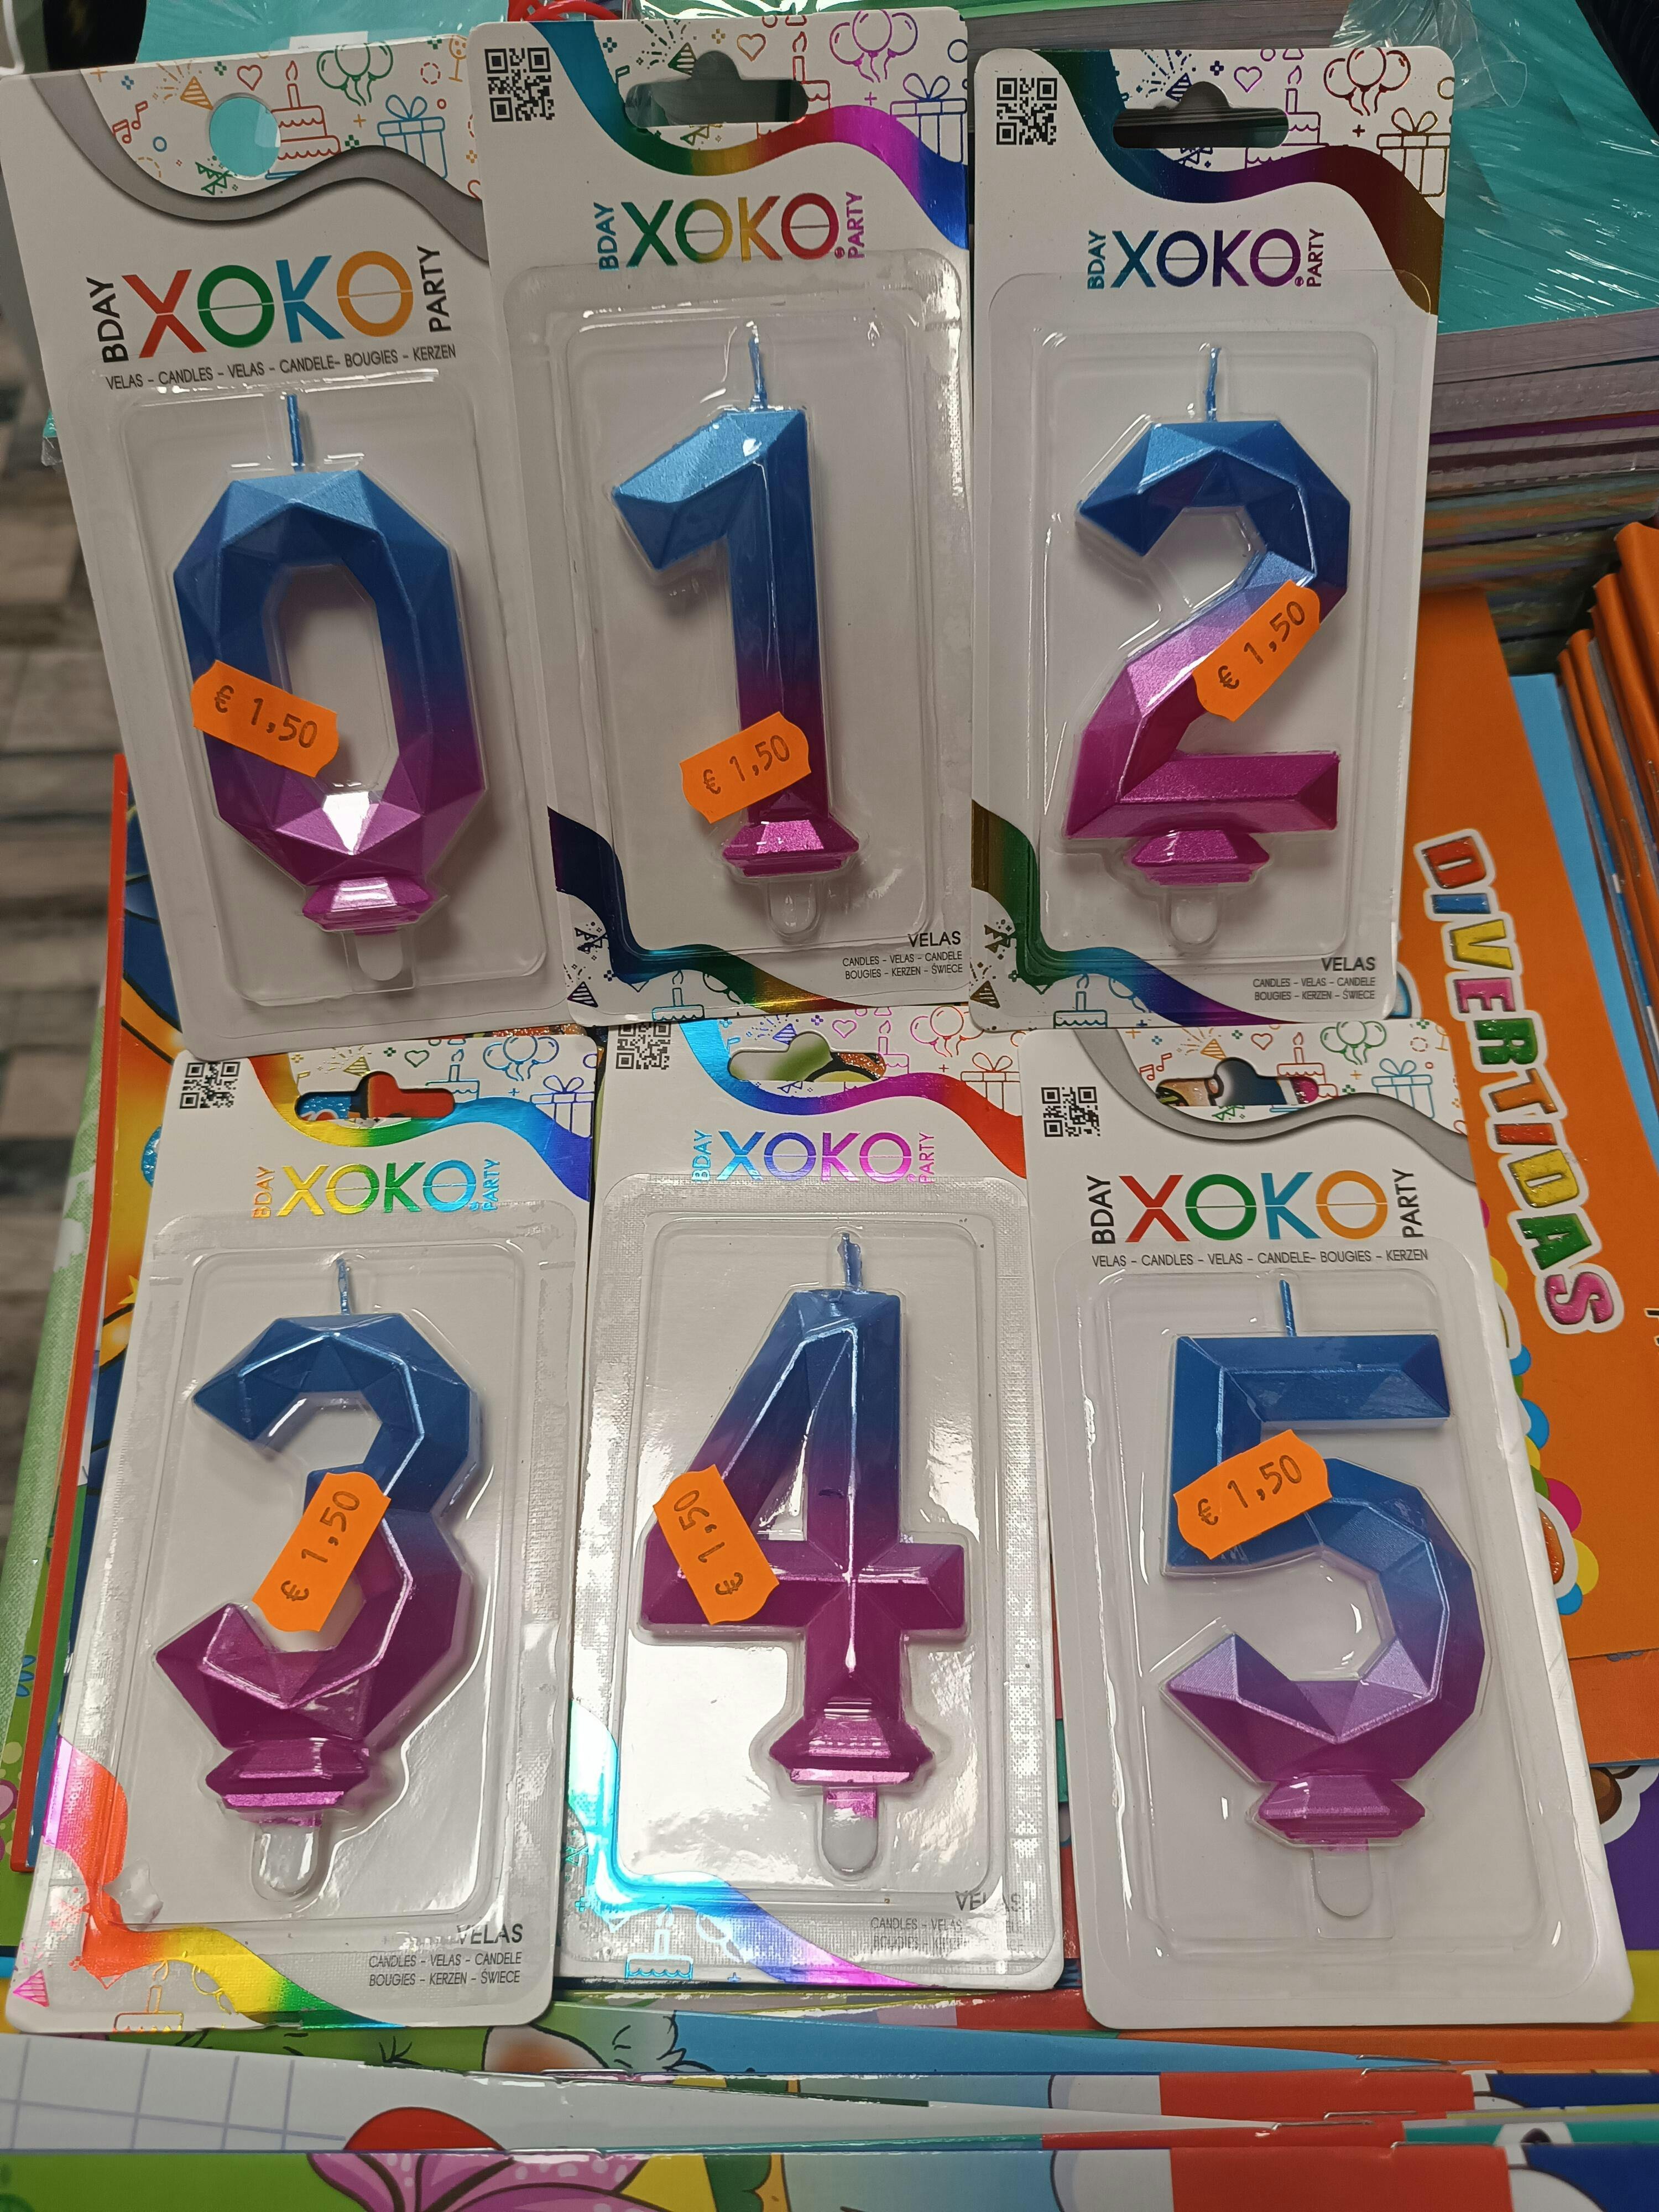 BDAY XOKO PARTY
VELAS - CANDLES - VELAS - CANDELE- BOUGIES - KERZEN
€ 1,50
BDAY XOKO PARTY
€ 1,50
VELAS
CANDLES - VELAS - CANDELE
BOUGIES - KERZEN - ŚWIECE
BDAY XOKO PARTY
€ 1,50
VELAS
CANDLES - VELAS - CANDELE
BOUGIES - KERZEN - ŚWIECE
BDAY XOKO PARTY
€ 1,50
VELAS
CANDLES - VELAS - CANDELE
BOUGIES - KERZEN - ŚWIECE
BDAY XOKO PARTY
€ 1,50
VELAS
CANDLES - VELAS
BOUGIES
BDAY XOKO PARTY
VELAS - CANDLES - VELAS - CANDELE- BOUGIES - KERZEN
€ 1,50
DIVERTIDAS